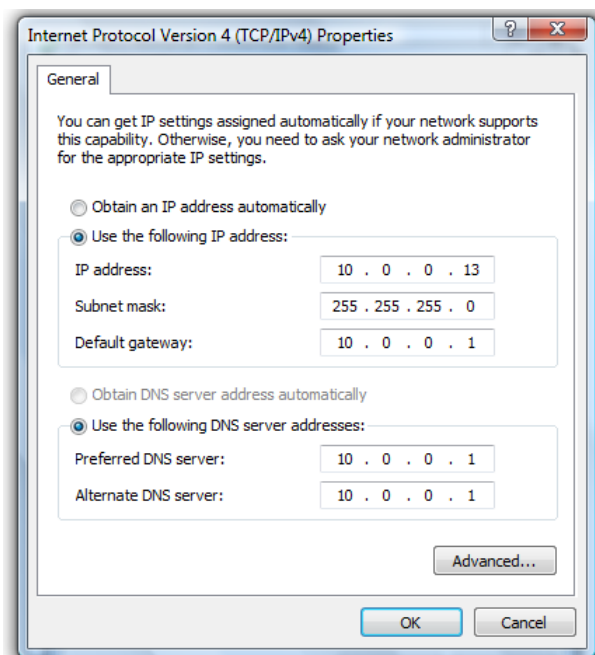 Internet Protocol Version 4 (TCP/IPv4) Properties
General
You can get IP settings assigned automatically if your network supports
this capability. Otherwise, you need to ask your network administrator
for the appropriate IP settings.
Obtain an IP address automatically
Use the following IP address:
IP address: 10 . 0 . 0 . 13
Subnet mask: 255 . 255 . 255 . 0
Default gateway: 10 . 0 . 0 . 1
Obtain DNS server address automatically
Use the following DNS server addresses:
Preferred DNS server: 10 . 0 . 0 . 1
Alternate DNS server: 10 . 0 . 0 . 1
Advanced...
OK Cancel